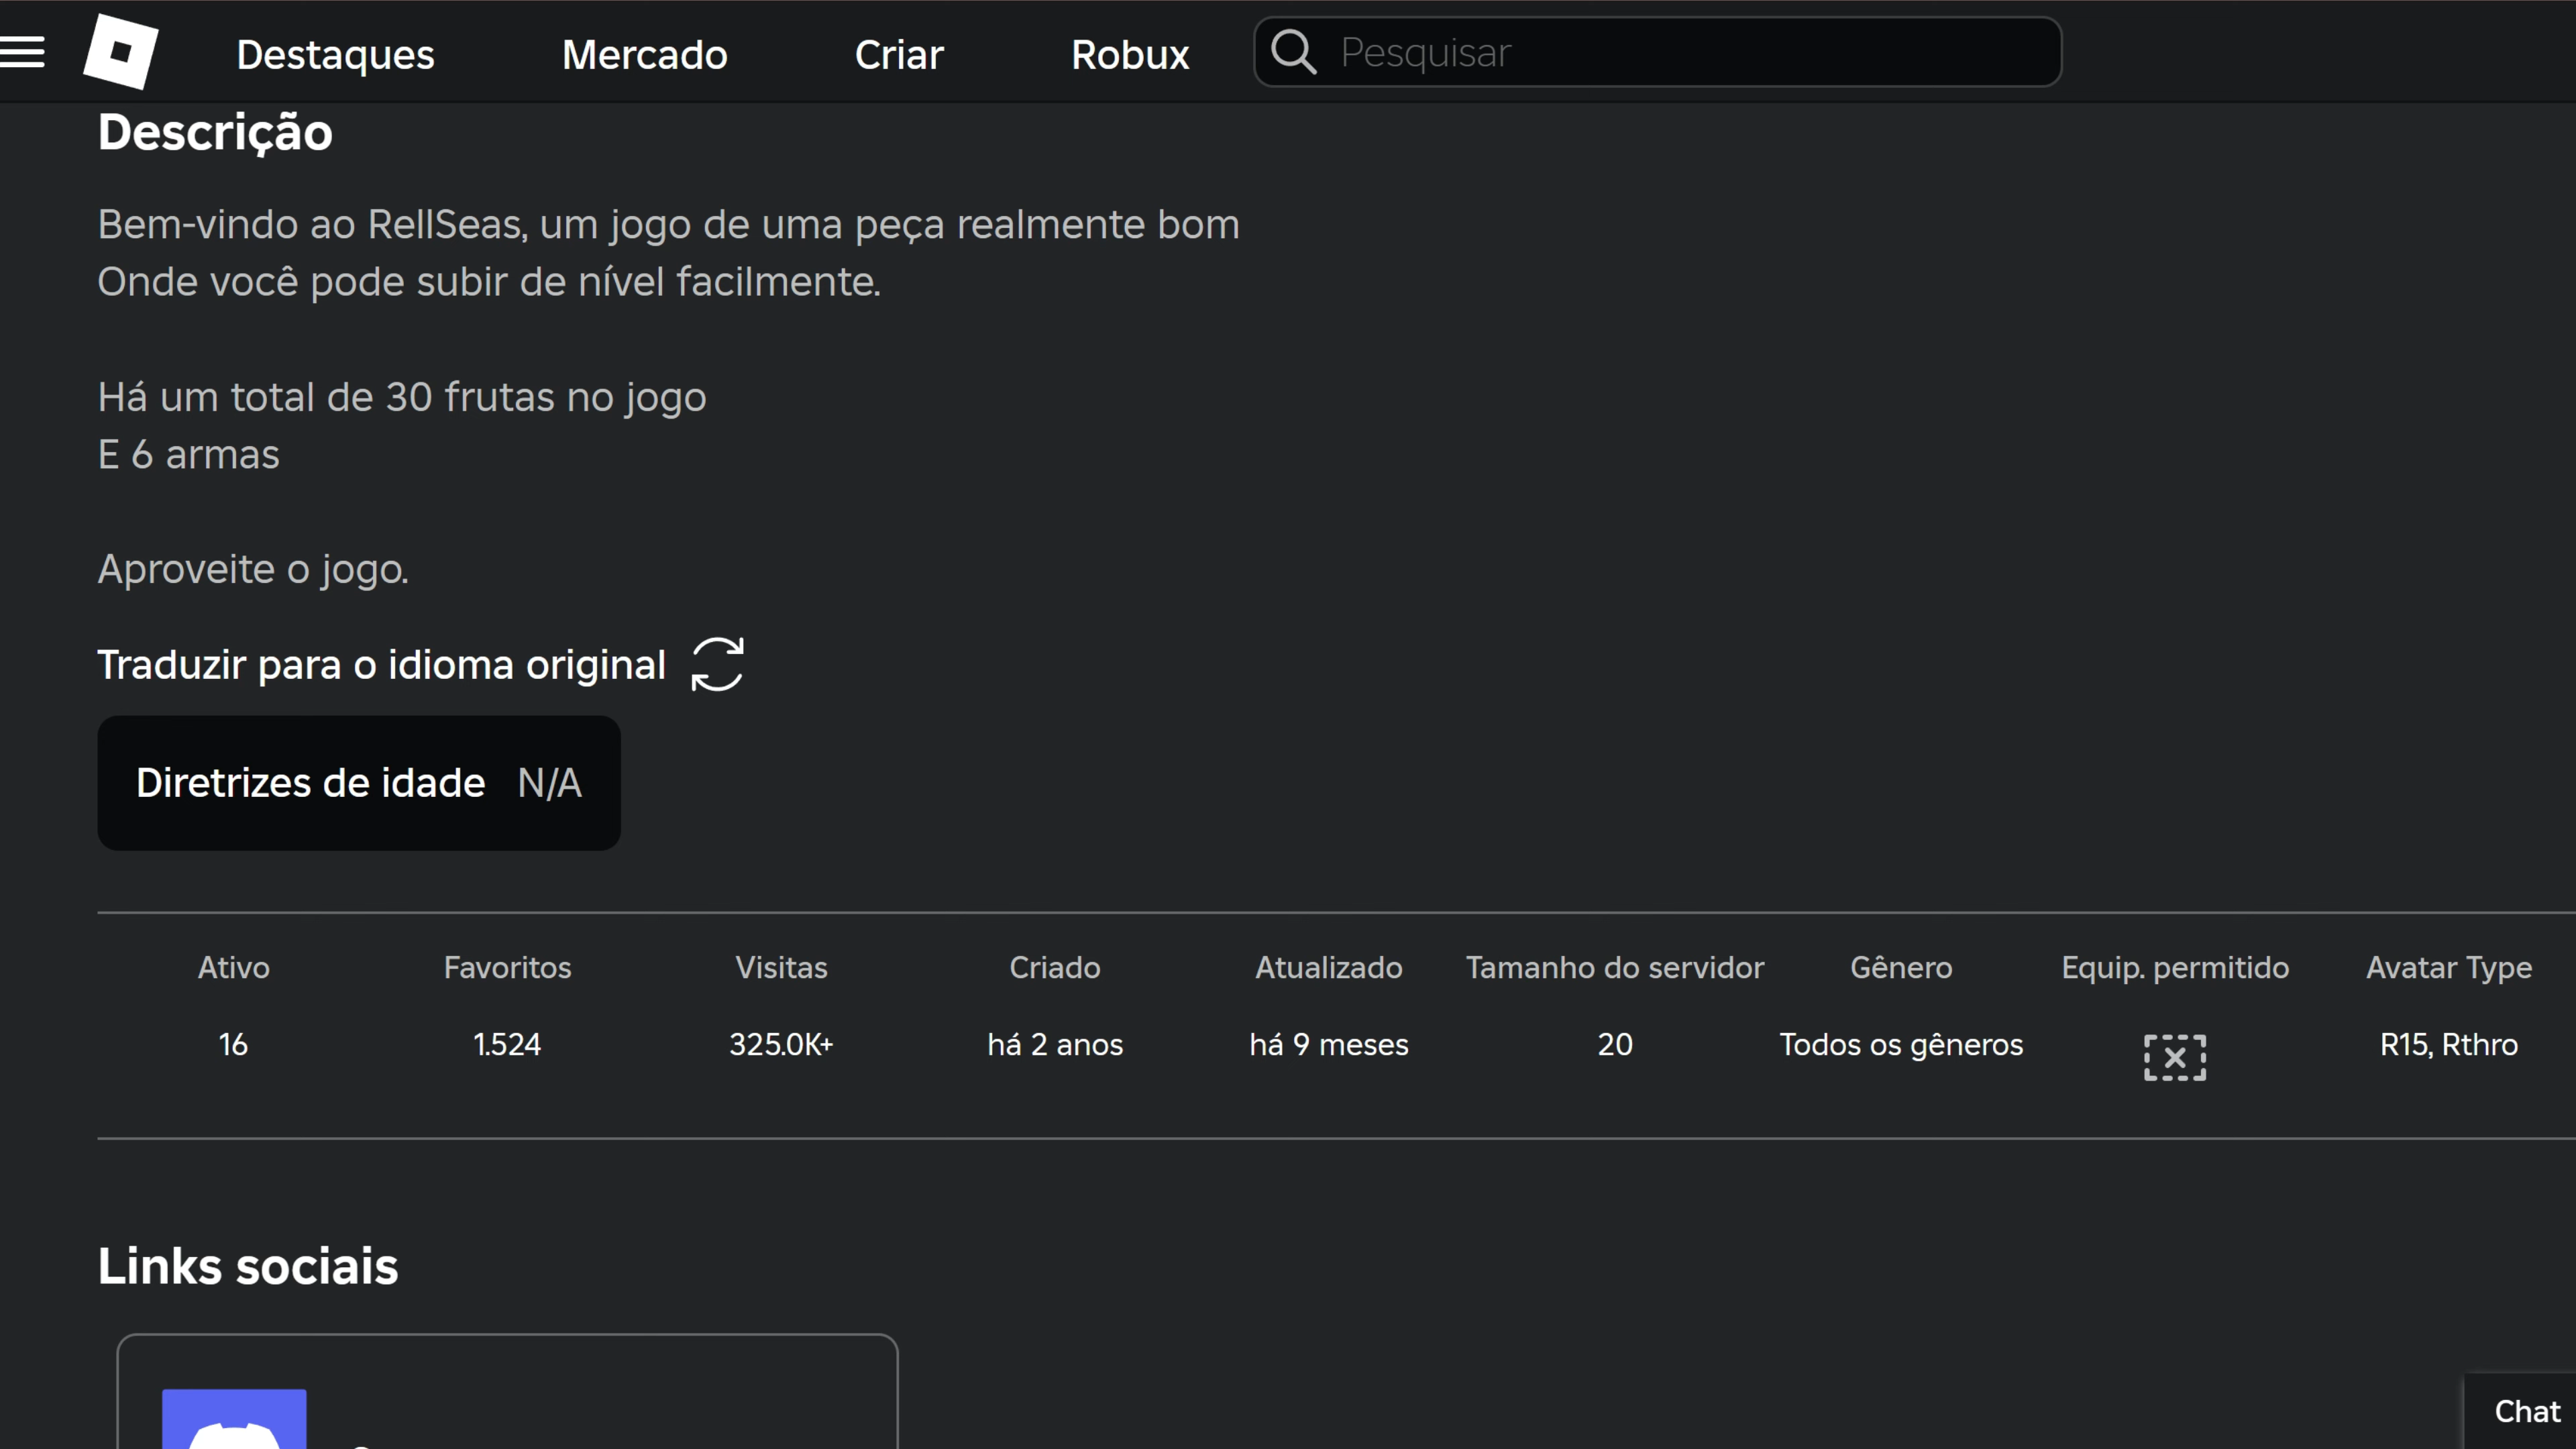 Destaques Mercado Criar Robux Pesquisar
Descrição
Bem-vindo ao RellSeas, um jogo de uma peça realmente bom
Onde você pode subir de nível facilmente.
Há um total de 30 frutas no jogo
E 6 armas
Aproveite o jogo.
Traduzir para o idioma original
Diretrizes de idade N/A
Ativo Favoritos Visitas Criado Atualizado Tamanho do servidor Gênero Equip. permitido Avatar Type
16 1.524 325.0K+ há 2 anos há 9 meses 20 Todos os gêneros R15, Rthro
Links sociais
Chat